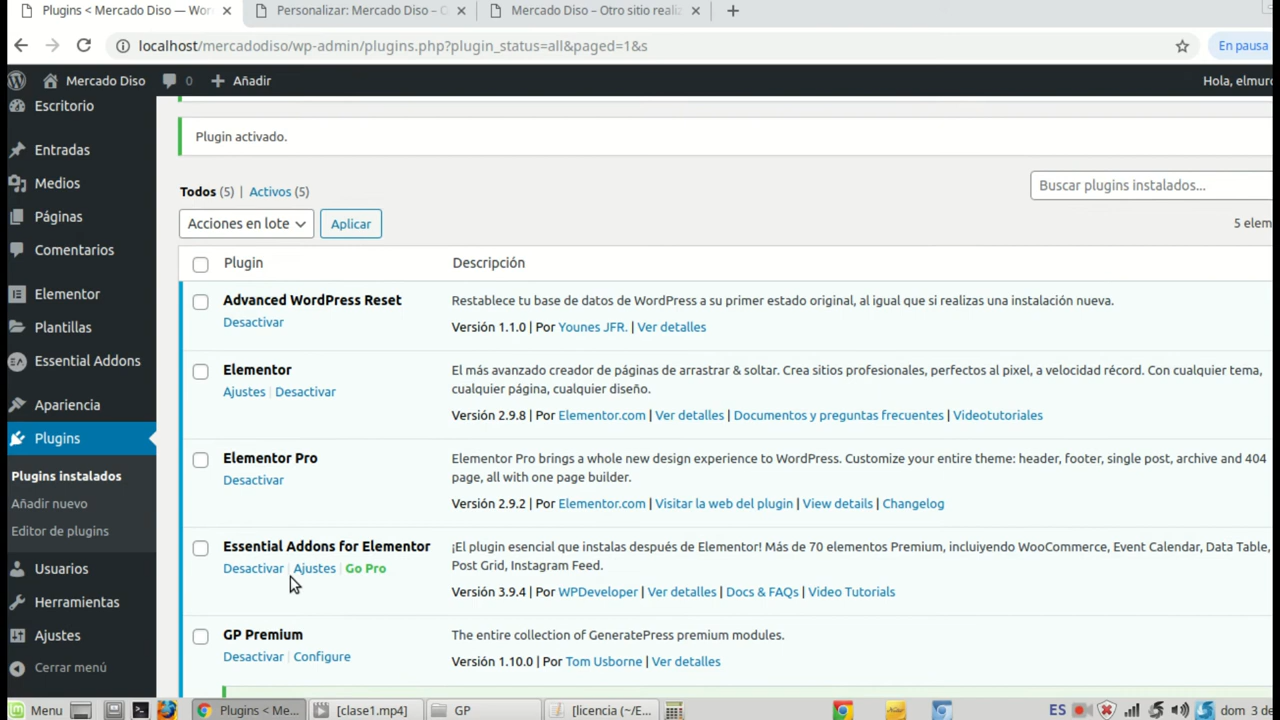 Plugins < Mercado Diso — Wor
Personalizar: Mercado Diso – G
Mercado Diso – Otro sitio realiz
localhost/mercadodiso/wp-admin/plugins.php?plugin_status=all&paged=1&s
En pausa
Mercado Diso
0
Añadir
Hola, elmuro
Escritorio
Entradas
Medios
Páginas
Comentarios
Elementor
Plantillas
Essential Addons
Apariencia
Plugins
Plugins instalados
Añadir nuevo
Editor de plugins
Usuarios
Herramientas
Ajustes
Cerrar menú
Plugin activado.
Todos (5) | Activos (5)
Buscar plugins instalados...
Acciones en lote
Aplicar
5 elem
Plugin
Descripción
Advanced WordPress Reset
Desactivar
Restablece tu base de datos de WordPress a su primer estado original, al igual que si realizas una instalación nueva.
Versión 1.1.0 | Por Younes JFR. | Ver detalles
Elementor
Ajustes | Desactivar
El más avanzado creador de páginas de arrastrar & soltar. Crea sitios profesionales, perfectos al pixel, a velocidad récord. Con cualquier tema,
cualquier página, cualquier diseño.
Versión 2.9.8 | Por Elementor.com | Ver detalles | Documentos y preguntas frecuentes | Videotutoriales
Elementor Pro
Desactivar
Elementor Pro brings a whole new design experience to WordPress. Customize your entire theme: header, footer, single post, archive and 404
page, all with one page builder.
Versión 2.9.2 | Por Elementor.com | Visitar la web del plugin | View details | Changelog
Essential Addons for Elementor
Desactivar | Ajustes | Go Pro
¡El plugin esencial que instalas después de Elementor! Más de 70 elementos Premium, incluyiendo WooCommerce, Event Calendar, Data Table,
Post Grid, Instagram Feed.
Versión 3.9.4 | Por WPDeveloper | Ver detalles | Docs & FAQs | Video Tutorials
GP Premium
Desactivar | Configure
The entire collection of GeneratePress premium modules.
Versión 1.10.0 | Por Tom Usborne | Ver detalles
Menu
Plugins < Me...
[clase1.mp4]
GP
[licencia (~/E...
ES
dom 3 de